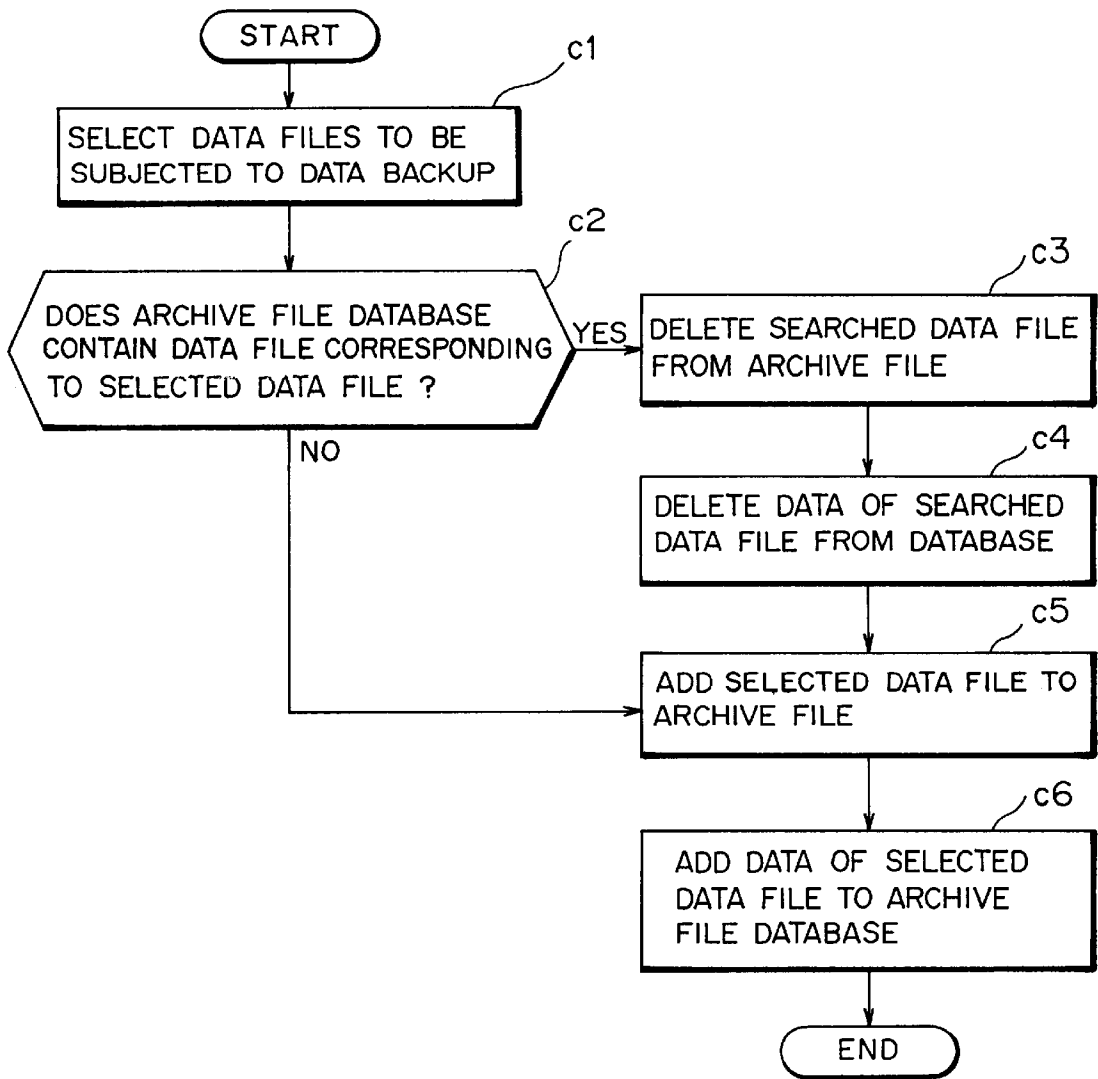 START
c1
SELECT DATA FILES TO BE
SUBJECTED TO DATA BACKUP
c2
DOES ARCHIVE FILE DATABASE
CONTAIN DATA FILE CORRESPONDING
TO SELECTED DATA FILE ?
YES
NO
c3
DELETE SEARCHED DATA FILE
FROM ARCHIVE FILE
c4
DELETE DATA OF SEARCHED
DATA FILE FROM DATABASE
c5
ADD SELECTED DATA FILE TO
ARCHIVE FILE
c6
ADD DATA OF SELECTED
DATA FILE TO ARCHIVE
FILE DATABASE
END